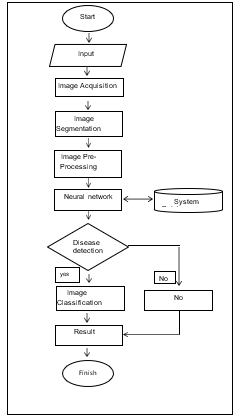 Start
Input
Image Acquisition
Image
Segmentation
Image Pre-
Processing
Neural network
System
Disease
detection
yes
No
Image
Classification
No
Result
Finish